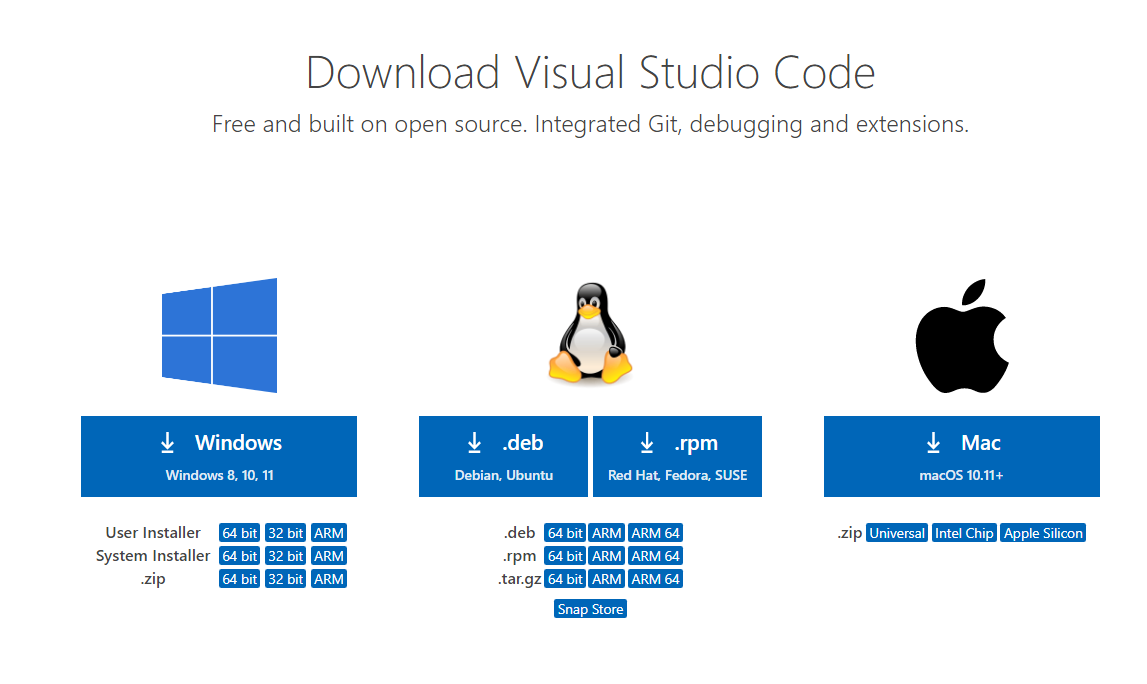 Download Visual Studio Code
Free and built on open source. Integrated Git, debugging and extensions.
Windows
Windows 8, 10, 11
User Installer 64 bit 32 bit ARM
System Installer 64 bit 32 bit ARM
.zip 64 bit 32 bit ARM
.deb
Debian, Ubuntu
.rpm
Red Hat, Fedora, SUSE
.deb 64 bit ARM ARM 64
.rpm 64 bit ARM ARM 64
.tar.gz 64 bit ARM ARM 64
Snap Store
Mac
macOS 10.11+
.zip Universal Intel Chip Apple Silicon